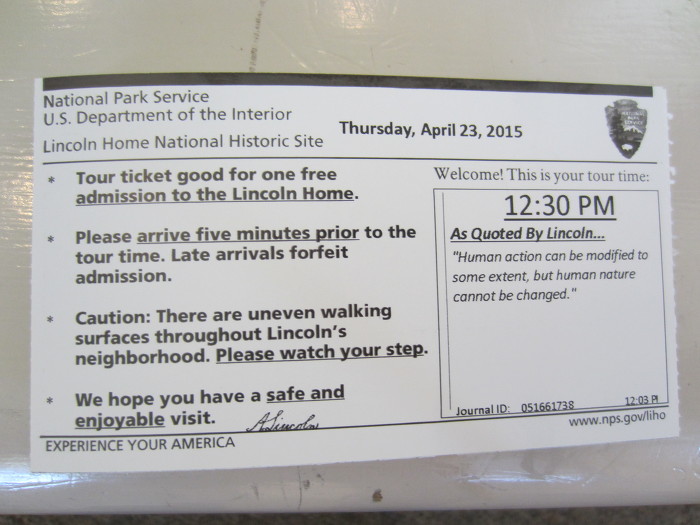 National Park Service
U.S. Department of the Interior
Lincoln Home National Historic Site
Thursday, April 23, 2015
NATIONAL
PARK
SERVICE
* Tour ticket good for one free
admission to the Lincoln Home.
* Please arrive five minutes prior to the
tour time. Late arrivals forfeit
admission.
* Caution: There are uneven walking
surfaces throughout Lincoln's
neighborhood. Please watch your step.
* We hope you have a safe and
enjoyable visit.
A. Lincoln
Welcome! This is your tour time:
12:30 PM
As Quoted By Lincoln...
"Human action can be modified to
some extent, but human nature
cannot be changed."
Journal ID: 051661738
12:03 P
www.nps.gov/liho
EXPERIENCE YOUR AMERICA